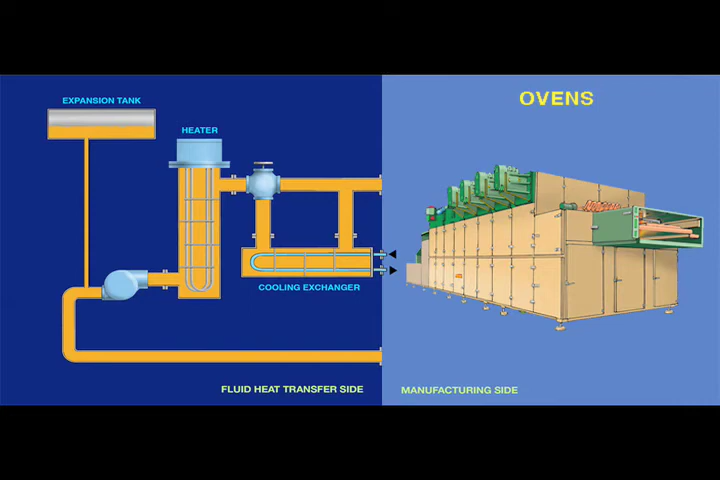 EXPANSION TANK
HEATER
COOLING EXCHANGER
FLUID HEAT TRANSFER SIDE
OVENS
MANUFACTURING SIDE